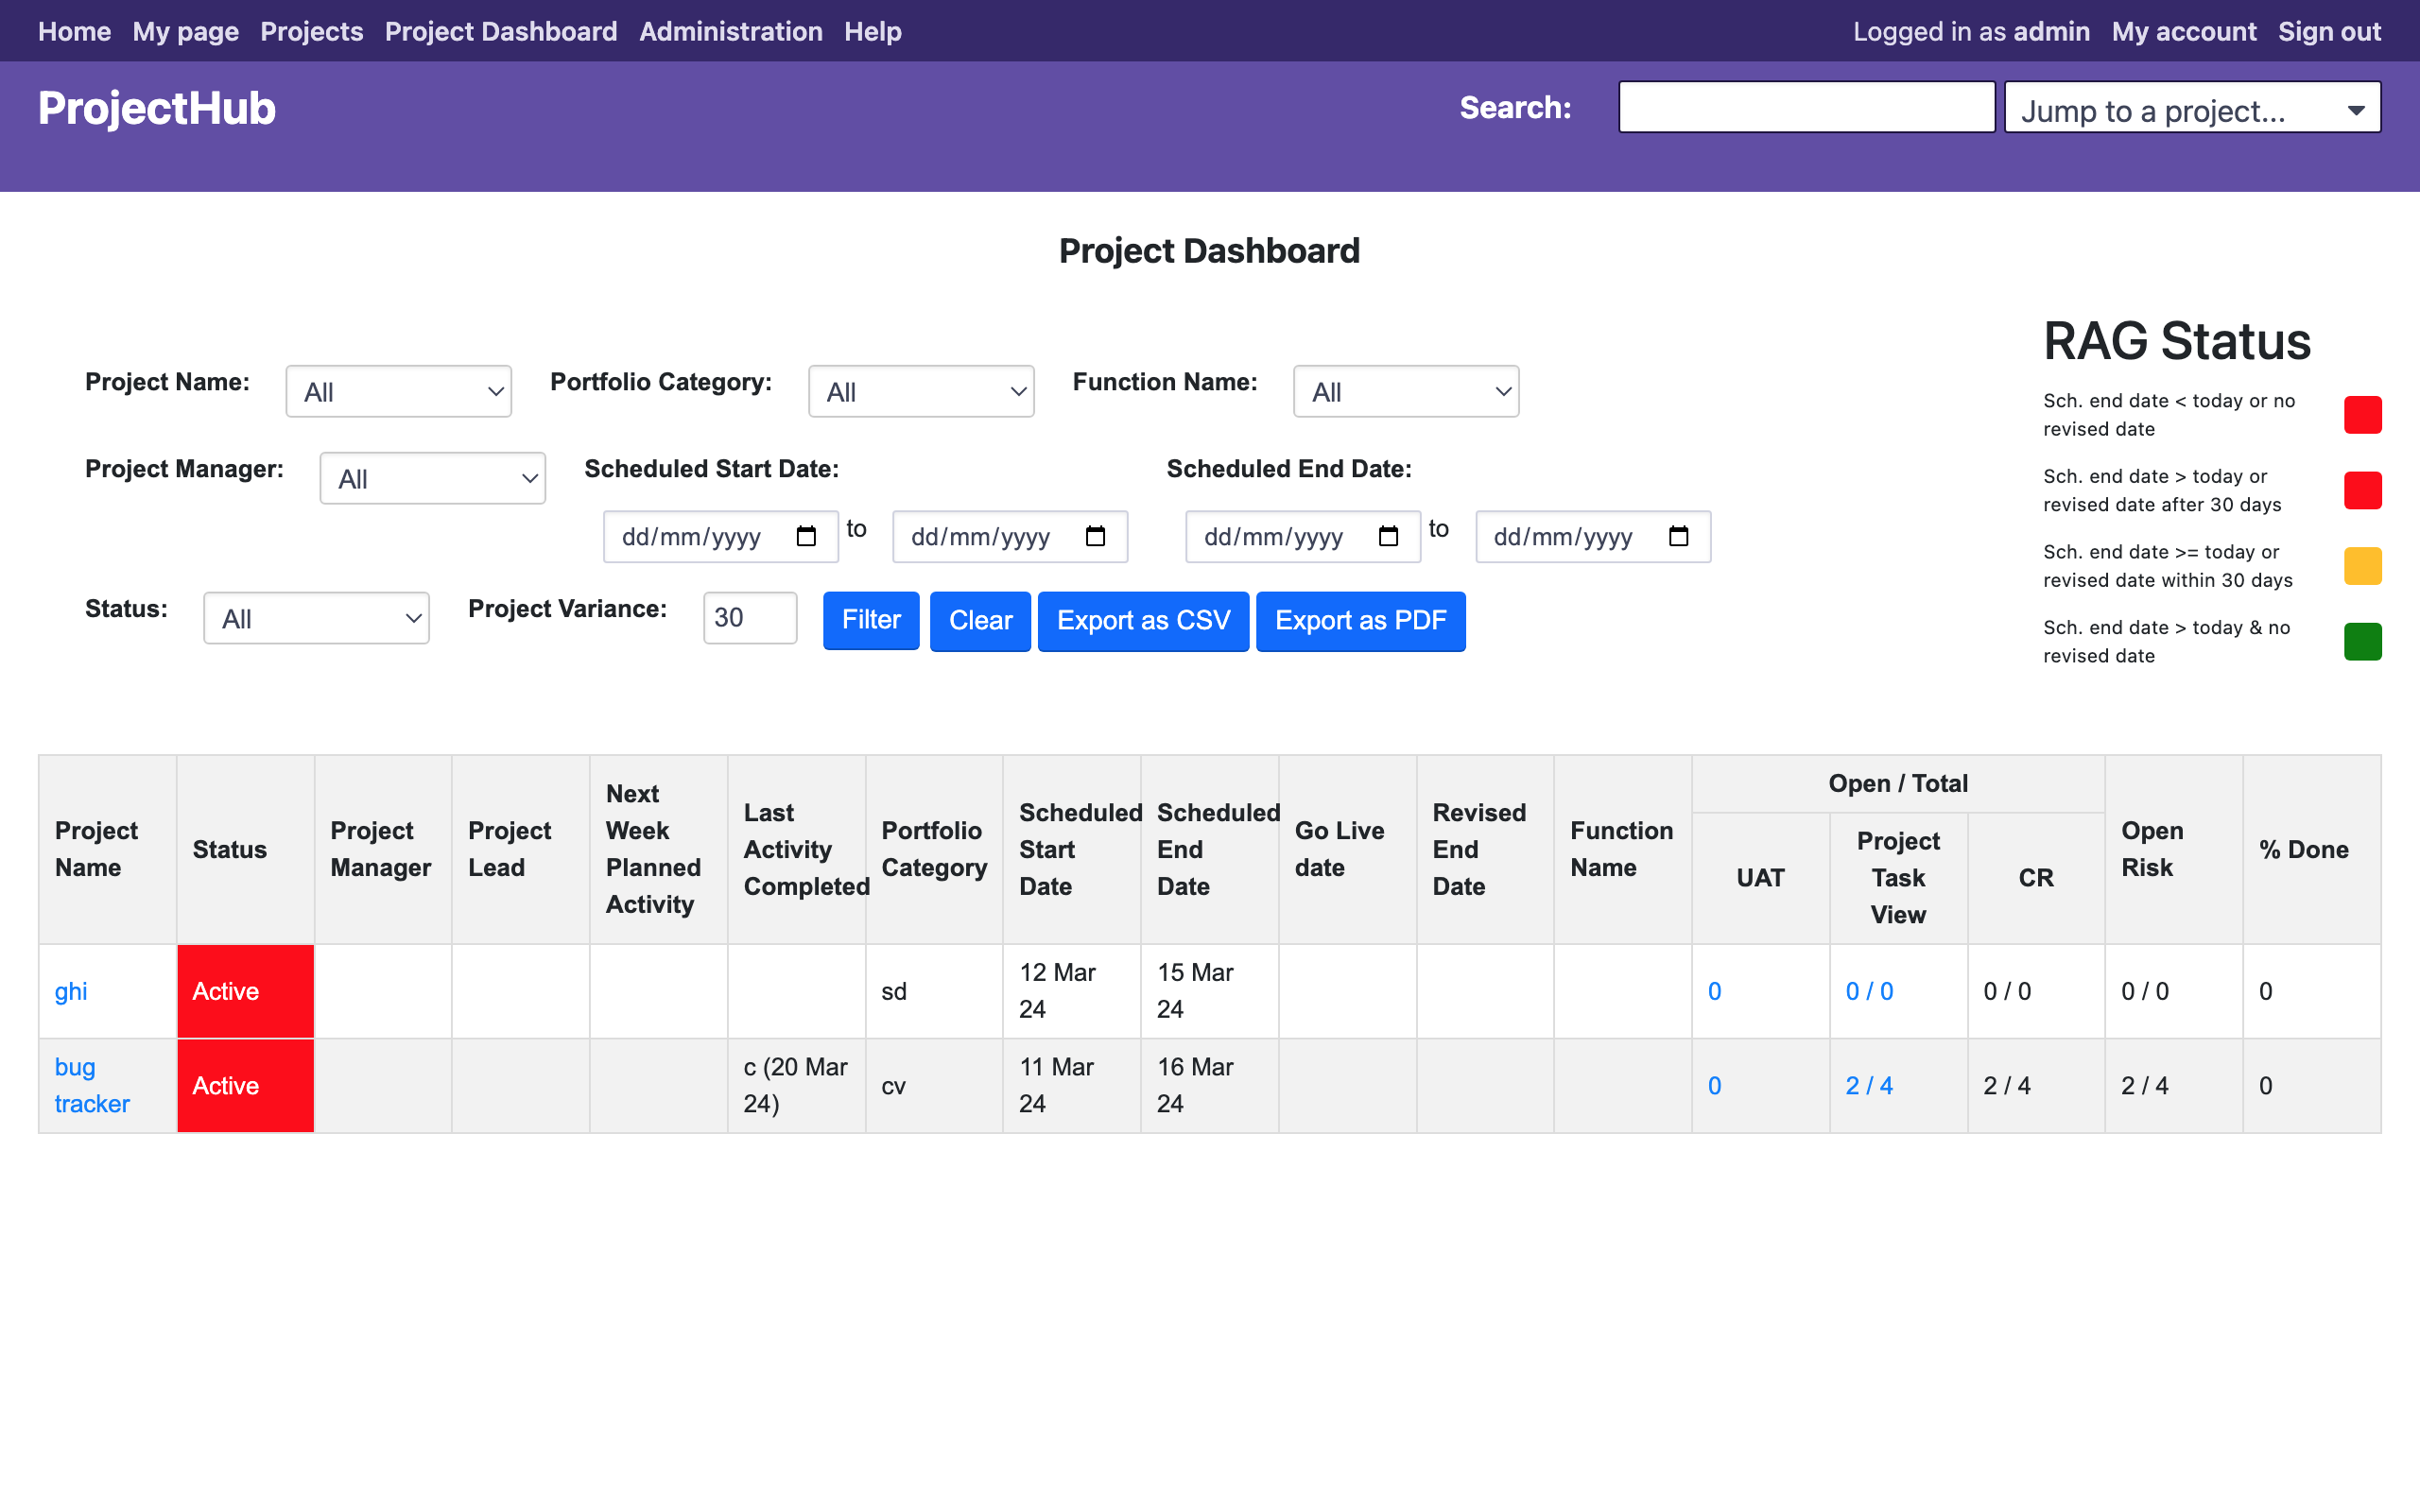 Home My page Projects Project Dashboard Administration Help Logged in as admin My account Sign out
ProjectHub Search: Jump to a project...
Project Dashboard
RAG Status
Sch. end date < today or no
revised date
Sch. end date > today or
revised date after 30 days
Sch. end date >= today or
revised date within 30 days
Sch. end date > today & no
revised date
Project Name: All Portfolio Category: All Function Name: All
Project Manager: All Scheduled Start Date: Scheduled End Date:
dd/mm/yyyy to dd/mm/yyyy dd/mm/yyyy to dd/mm/yyyy
Status: All Project Variance: 30 Filter Clear Export as CSV Export as PDF
Project
Name
Status
Project
Manager
Project
Lead
Next
Week
Planned
Activity
Last
Activity
Completed
Portfolio
Category
Scheduled
Start
Date
Scheduled
End
Date
Go Live
date
Revised
End
Date
Function
Name
Open / Total
UAT
Project
Task
View
CR
Open
Risk
% Done
ghi
Active
sd
12 Mar
24
15 Mar
24
0
0 / 0
0 / 0
0 / 0
0
bug
tracker
Active
c (20 Mar
24)
cv
11 Mar
24
16 Mar
24
0
2 / 4
2 / 4
2 / 4
0